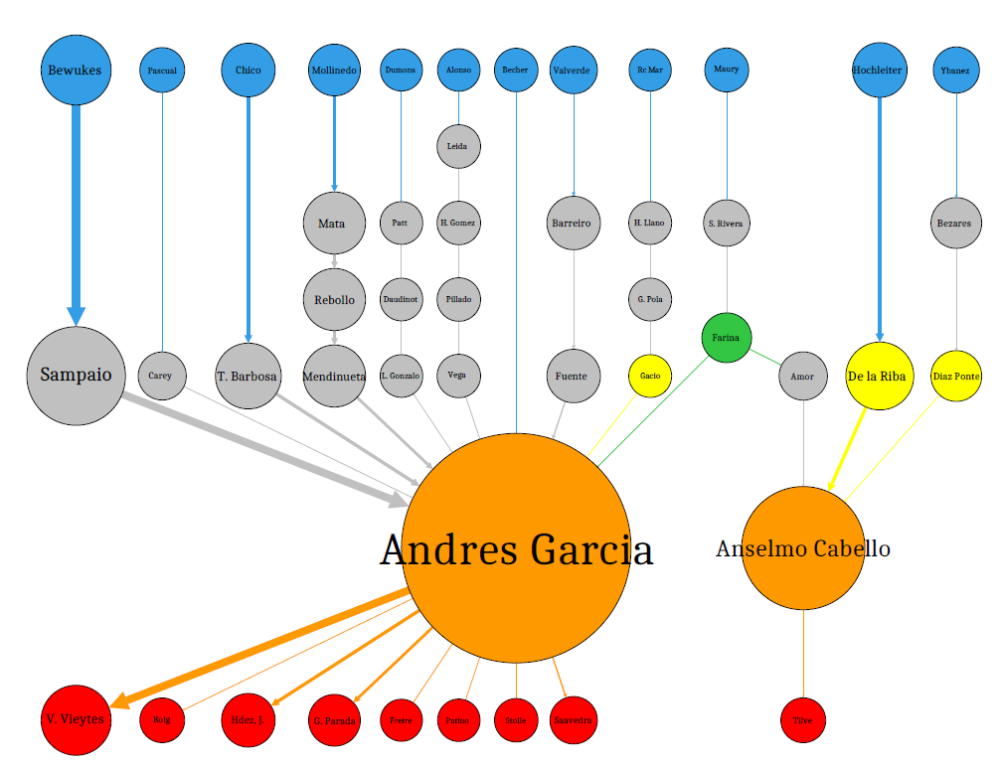 Bewukes
Pascual
Chico
Mollinedo
Dumons
Alonso
Becher
Valverde
Rc Mar
Maury
Hochleiter
Ybanez
Leida
Mata
Patt
H. Gomez
Barreiro
H. Llano
S. Rivera
Bezares
Rebollo
Daudinot
Pillado
G. Pola
Farina
Sampaio
Carey
T. Barbosa
Mendinueta
L. Gonzalo
Vega
Fuente
Gacio
Amor
De la Riba
Diaz Ponte
Andres Garcia
Anselmo Cabello
V. Vieytes
Roig
Hdez, J.
G. Parada
Freire
Patino
Stolle
Saavedra
Tilve